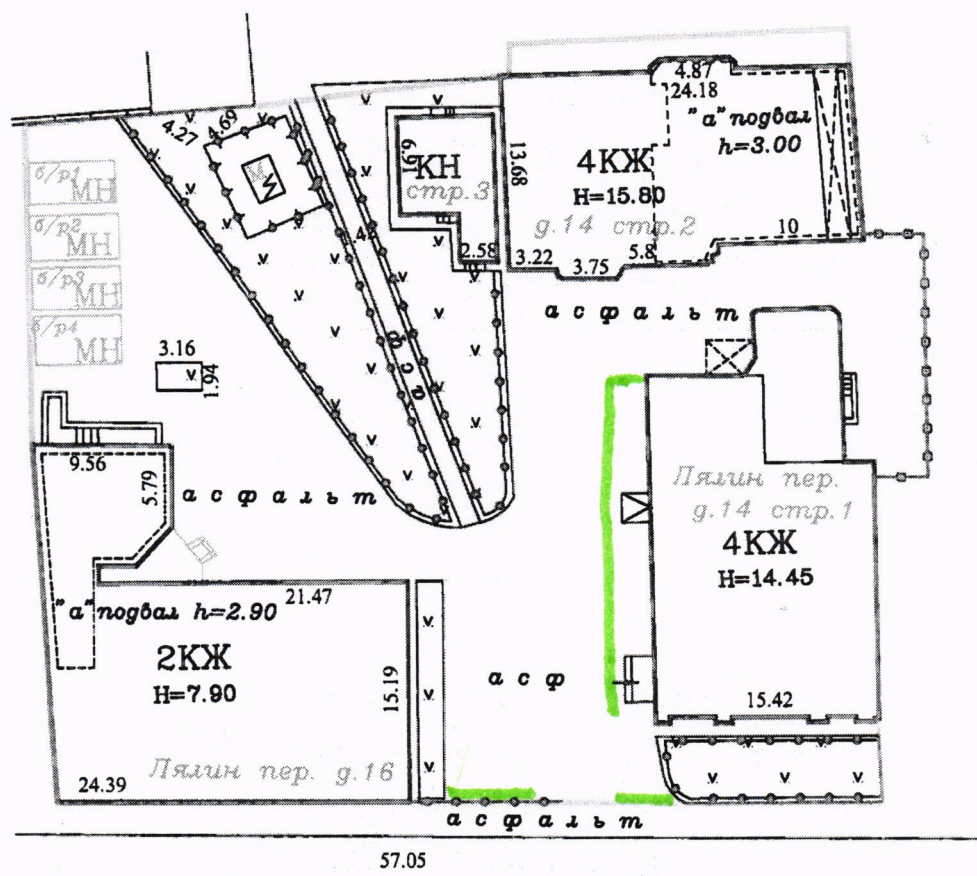 4.87
24.18
"а" подвал
h=3.00
4.27
4.69
М
6.91
КН
стр.3
13.68
4КЖ
Н=15.80
д.14 стр.2
10
б/р1
МН
б/р2
МН
б/р3
МН
б/р4
МН
2.58
3.22
3.75
5.8
асфальт
3.16
1.94
v
асф
9.56
5.79
асфальт
Лялин пер.
д.14 стр.1
4КЖ
Н=14.45
21.47
"а" подвал h=2.90
2КЖ
Н=7.90
15.19
асф
15.42
Лялин пер. д.16
24.39
асфальт
57.05